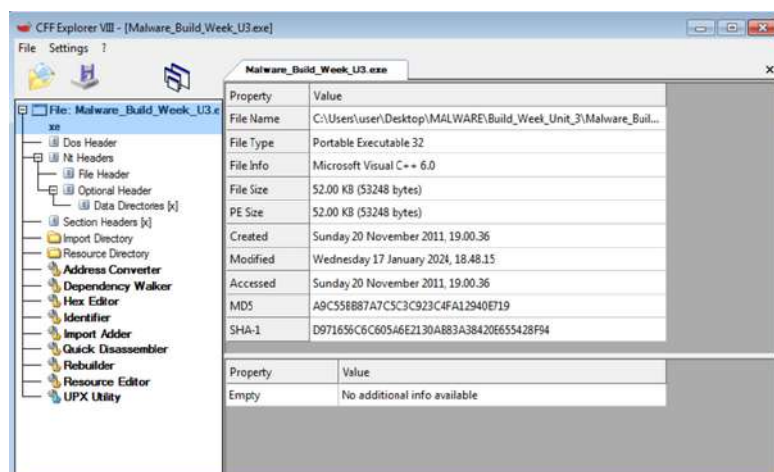 CFF Explorer VIII - [Malware_Build_Week_U3.exe]
File Settings ?
Malware_Build_Week_U3.exe
File: Malware_Build_Week_U3.e
xe
Dos Header
Nt Headers
File Header
Optional Header
Data Directories [x]
Section Headers [x]
Import Directory
Resource Directory
Address Converter
Dependency Walker
Hex Editor
Identifier
Import Adder
Quick Disassembler
Rebuilder
Resource Editor
UPX Utility
Property Value
File Name C:\Users\user\Desktop\MALWARE\Build_Week_Unit_3\Malware_Buil...
File Type Portable Executable 32
File Info Microsoft Visual C++ 6.0
File Size 52.00 KB (53248 bytes)
PE Size 52.00 KB (53248 bytes)
Created Sunday 20 November 2011, 19.00.36
Modified Wednesday 17 January 2024, 18.48.15
Accessed Sunday 20 November 2011, 19.00.36
MD5 A9C55BB87A7C5C3C923C4FA12940E719
SHA-1 D971656C6C605A6E2130AB83A38420E655428F94
Property Value
Empty No additional info available